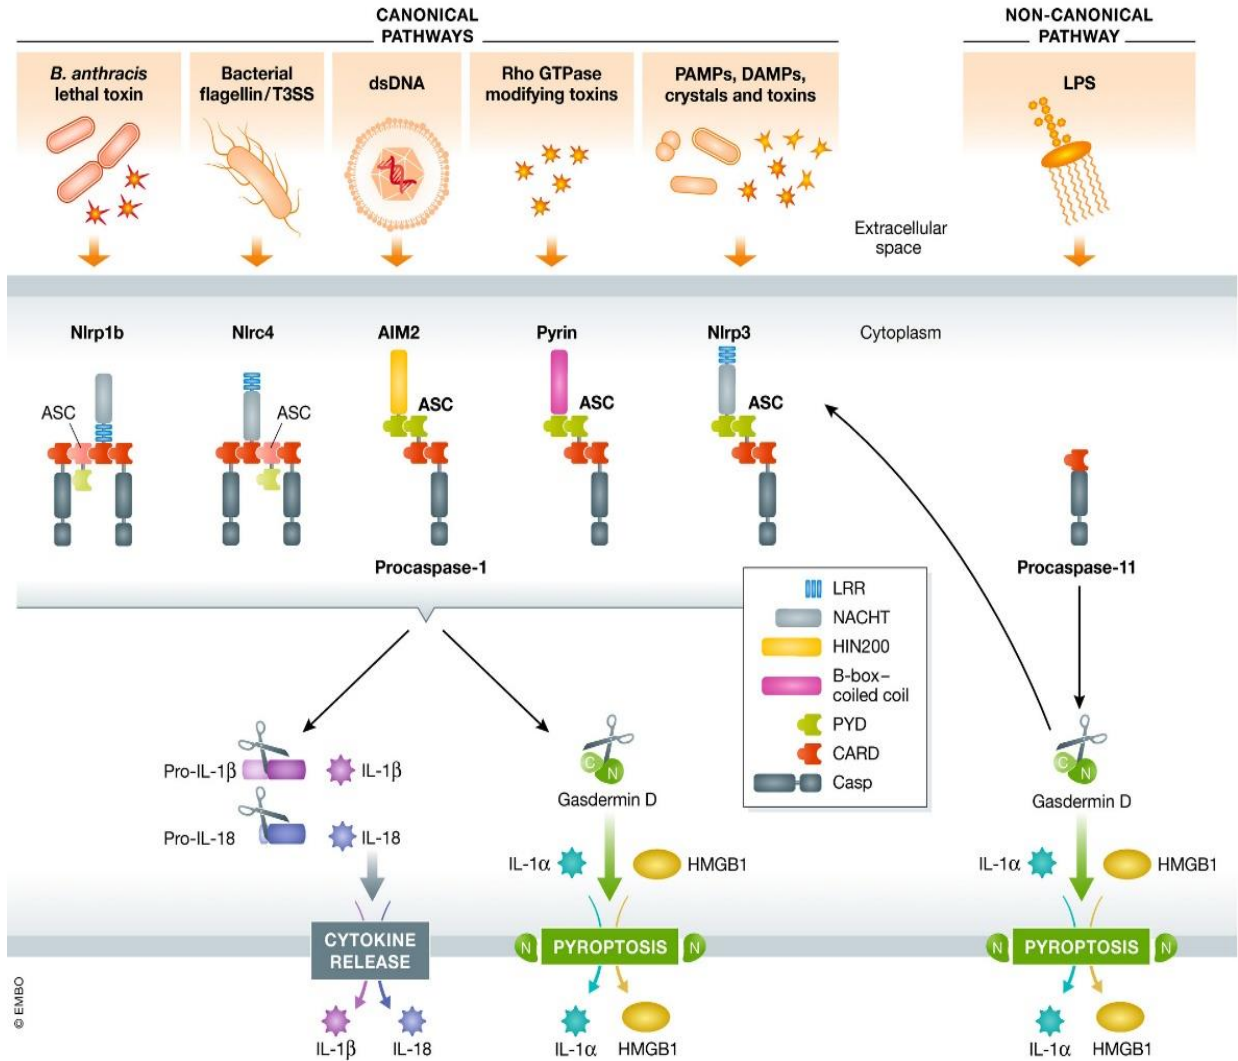 CANONICAL
PATHWAYS
NON-CANONICAL
PATHWAY
B. anthracis
lethal toxin
Bacterial
flagellin/T3SS
dsDNA
Rho GTPase
modifying toxins
PAMPs, DAMPs,
crystals and toxins
LPS
Extracellular
space
Nlrp1b
Nlrc4
AIM2
Pyrin
Nlrp3
Cytoplasm
ASC
ASC
ASC
ASC
ASC
Procaspase-1
Procaspase-11
LRR
NACHT
HIN200
B-box–
coiled coil
PYD
CARD
Casp
Pro-IL-1β
IL-1β
Pro-IL-18
IL-18
C
N
Gasdermin D
C
N
Gasdermin D
IL-1α
HMGB1
IL-1α
HMGB1
CYTOKINE
RELEASE
N
PYROPTOSIS
N
N
PYROPTOSIS
N
IL-1β
IL-18
IL-1α
HMGB1
IL-1α
HMGB1
© EMBO